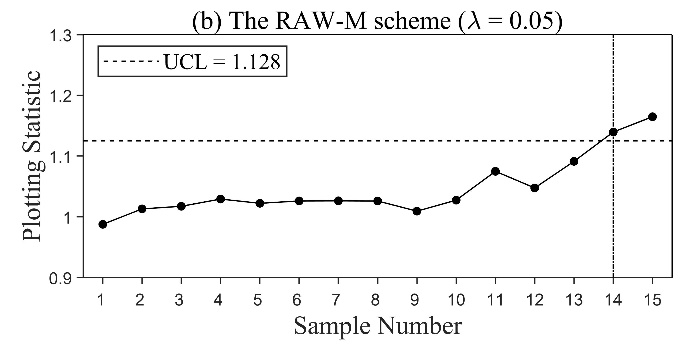 (b) The RAW-M scheme (λ = 0.05)
1.3
UCL = 1.128
1.2
1.1
1
0.9
Plotting Statistic
1 2 3 4 5 6 7 8 9 10 11 12 13 14 15
Sample Number